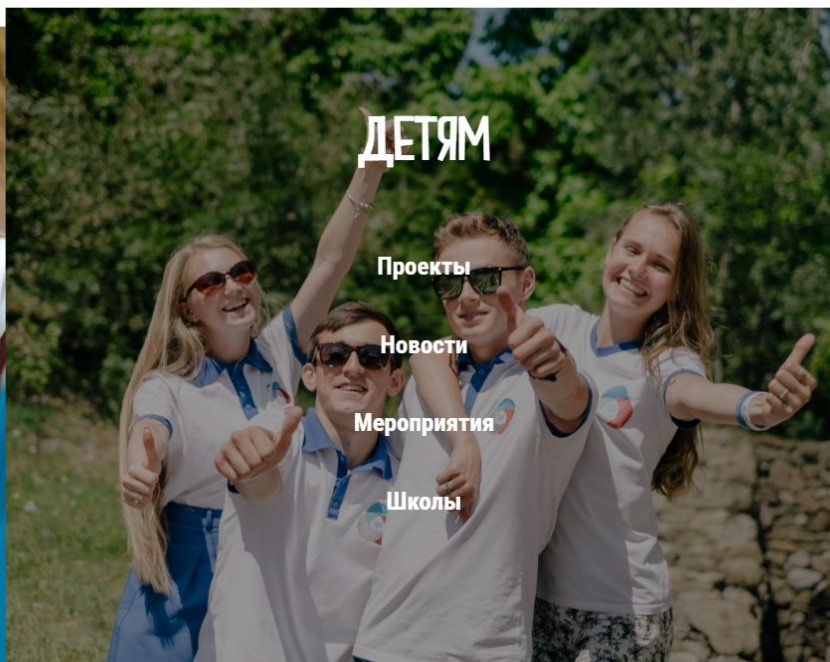 ДЕТЯМ
Проекты
Новости
Мероприятия
Школы